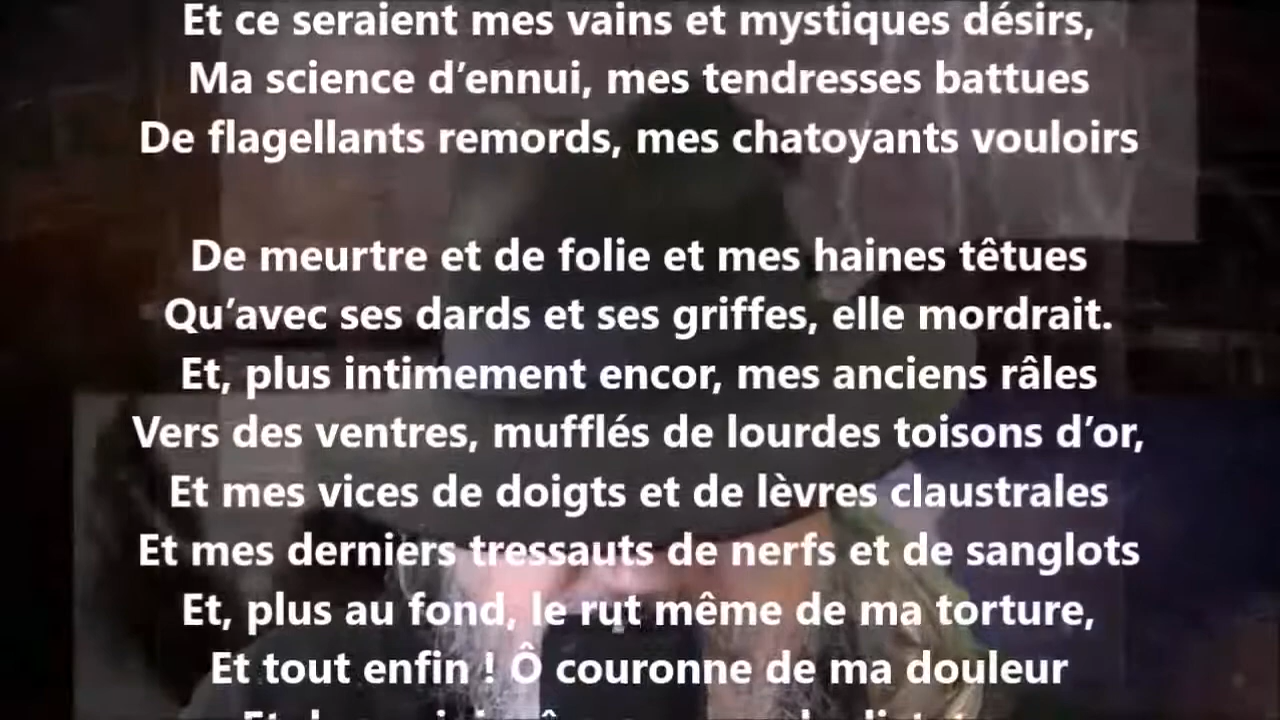 Et ce seraient mes vains et mystiques désirs,
Ma science d’ennui, mes tendresses battues
De flagellants remords, mes chatoyants vouloirs
De meurtre et de folie et mes haines têtues
Qu’avec ses dards et ses griffes, elle mordrait.
Et, plus intimement encor, mes anciens râles
Vers des ventres, mufflés de lourdes toisons d’or,
Et mes vices de doigts et de lèvres claustrales
Et mes derniers tressauts de nerfs et de sanglots
Et, plus au fond, le rut même de ma torture,
Et tout enfin ! Ô couronne de ma douleur